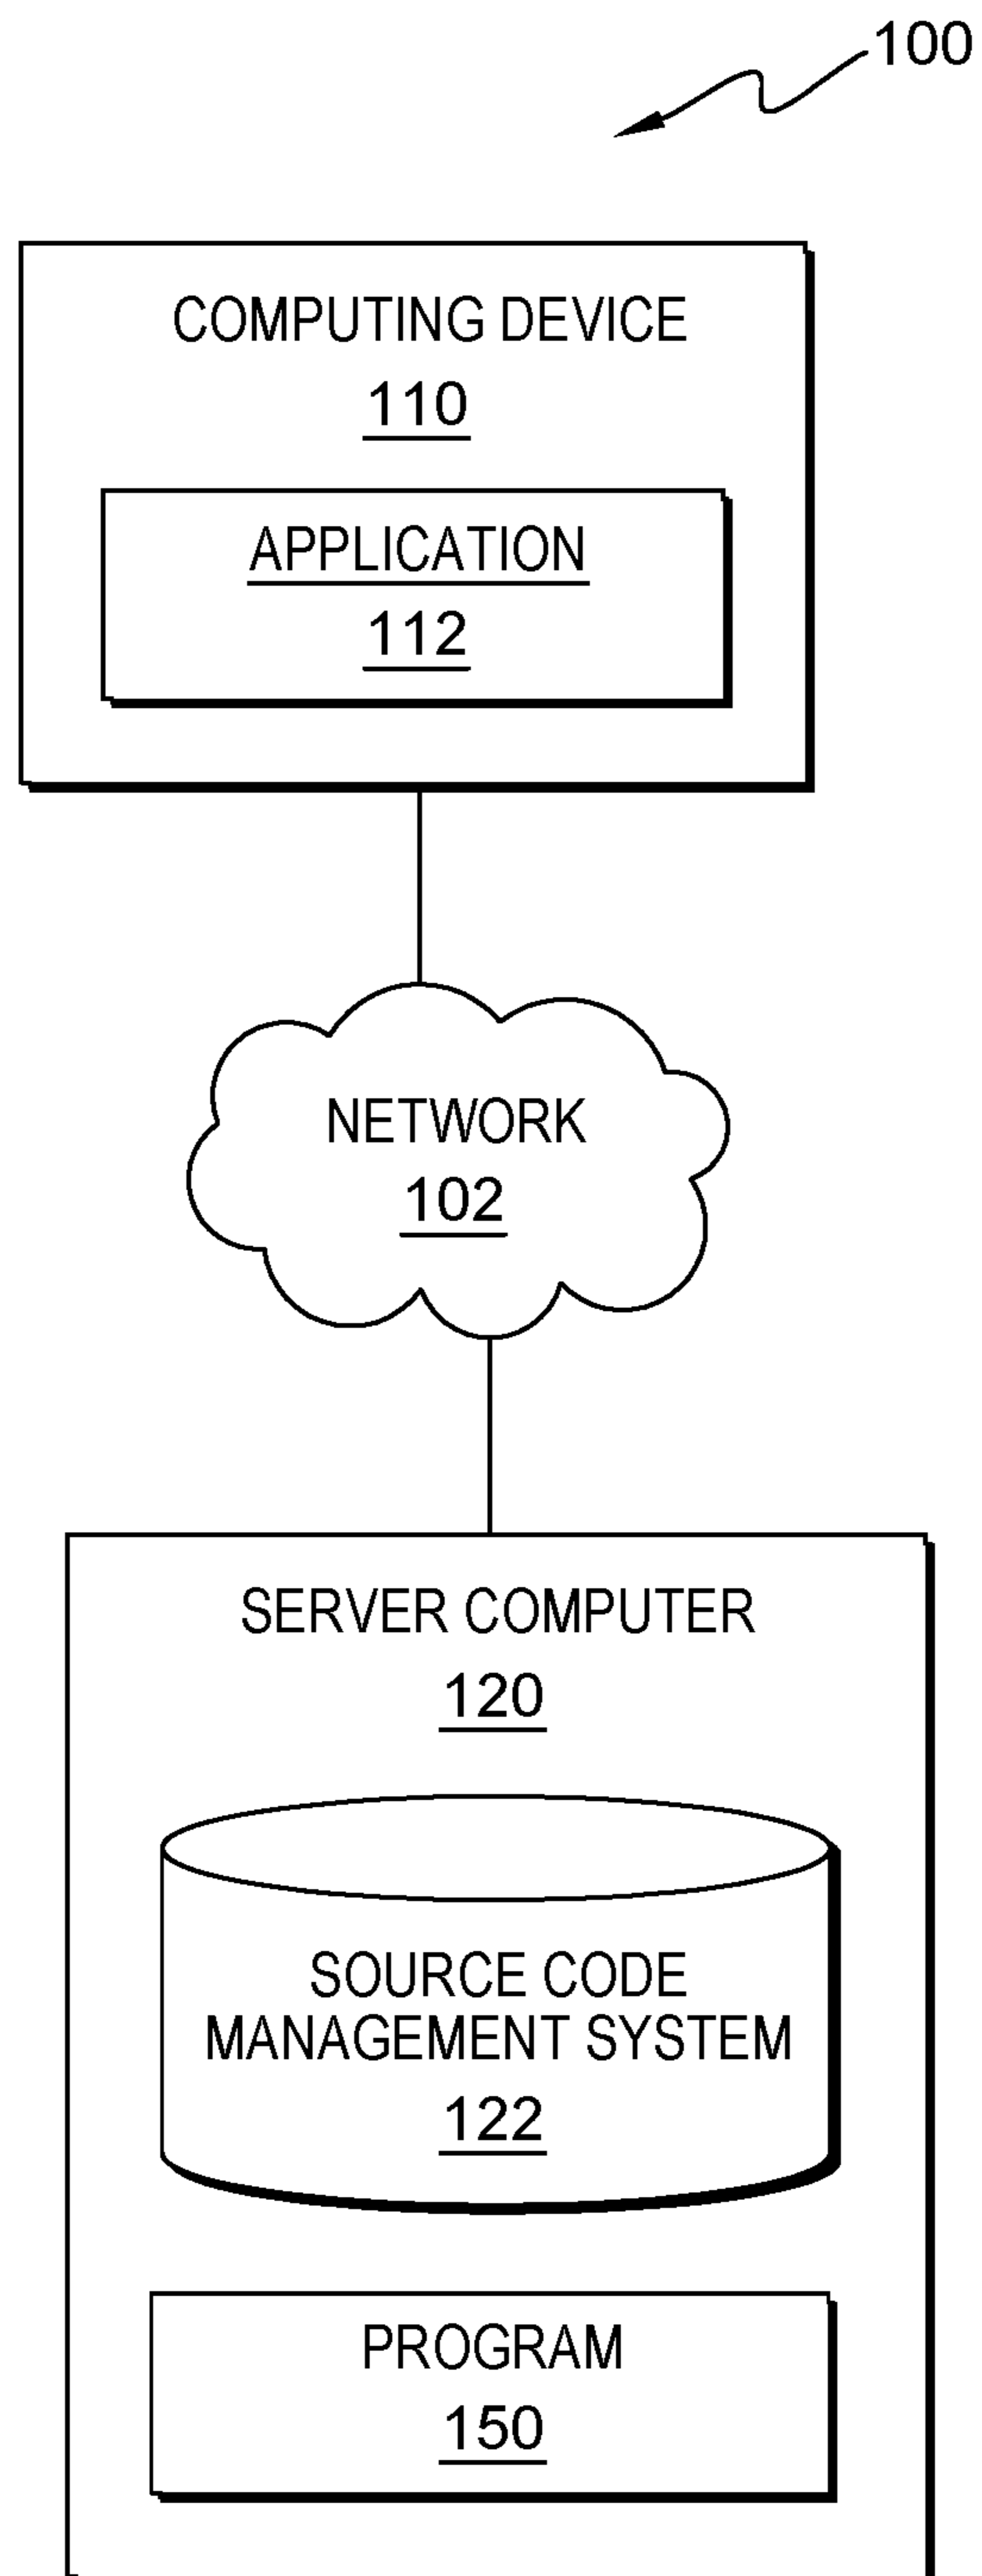 100
COMPUTING DEVICE
110
APPLICATION
112
NETWORK
102
SERVER COMPUTER
120
SOURCE CODE
MANAGEMENT SYSTEM
122
PROGRAM
150